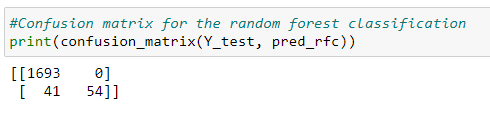 #Confusion matrix for the random forest classification
print(confusion_matrix(Y_test, pred_rfc))
[[1693    0]
 [  41   54]]